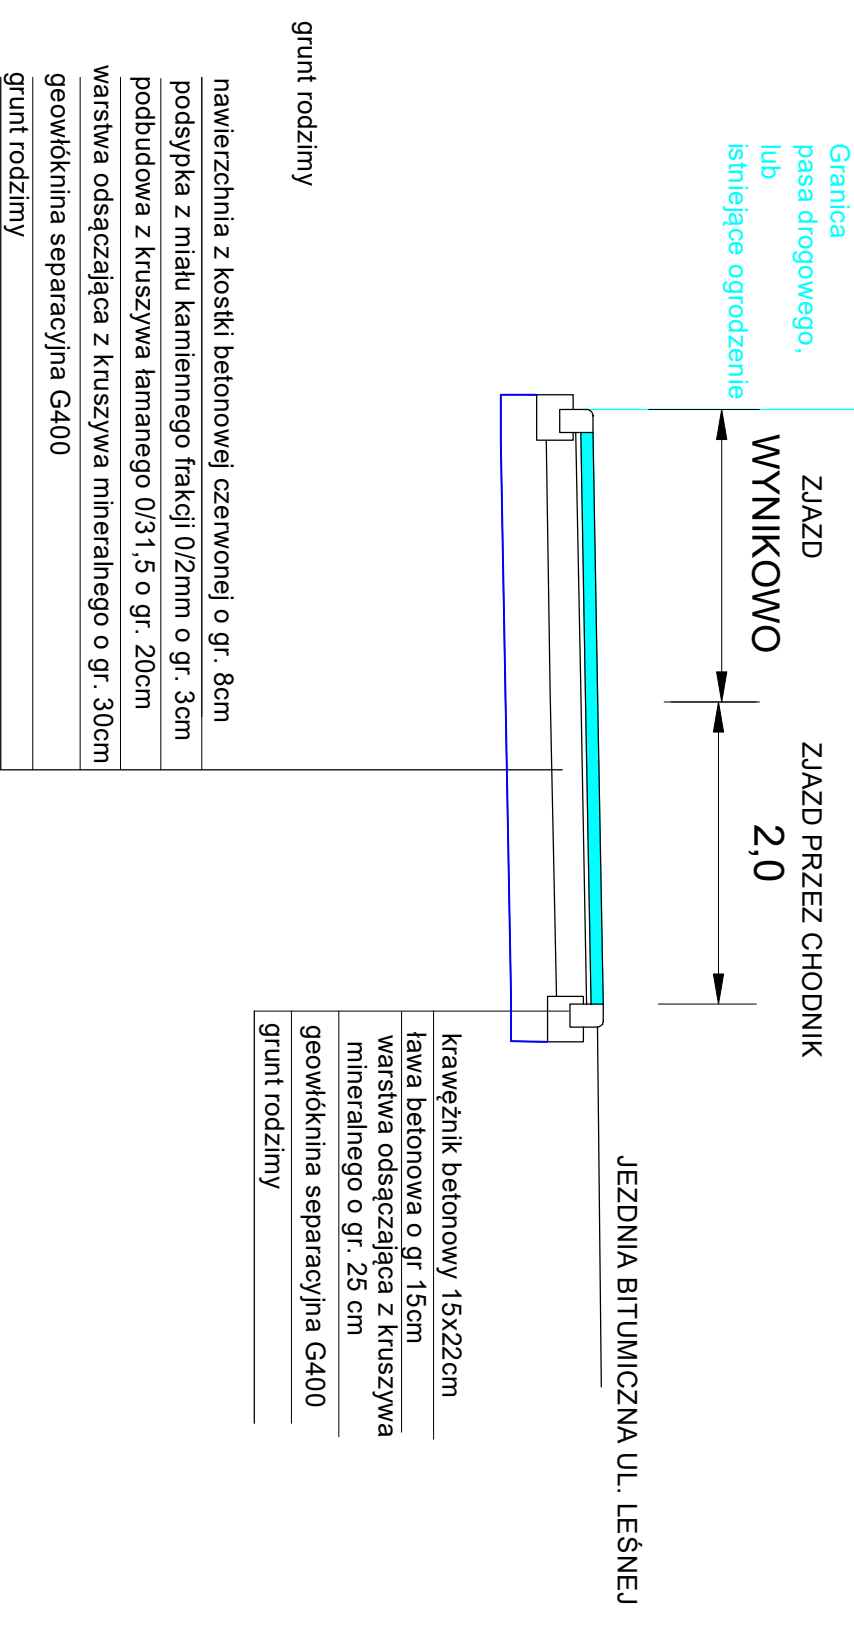 Granica
pasa drogowego,
lub
istniejące ogrodzenie
ZJAZD
WYNIKOWO
ZJAZD PRZEZ CHODNIK
2,0
JEZDNIA BITUMICZNA UL. LEŚNEJ
grunt rodzimy
nawierzchnia z kostki betonowej czerwonej o gr. 8cm
podsypka z miału kamiennego frakcji 0/2mm o gr. 3cm
podbudowa z kruszywa łamanego 0/31,5 o gr. 20cm
warstwa odsączająca z kruszywa mineralnego o gr. 30cm
geowłóknina separacyjna G400
grunt rodzimy
krawężnik betonowy 15x22cm
ława betonowa o gr 15cm
warstwa odsączająca z kruszywa
mineralnego o gr. 25 cm
geowłóknina separacyjna G400
grunt rodzimy